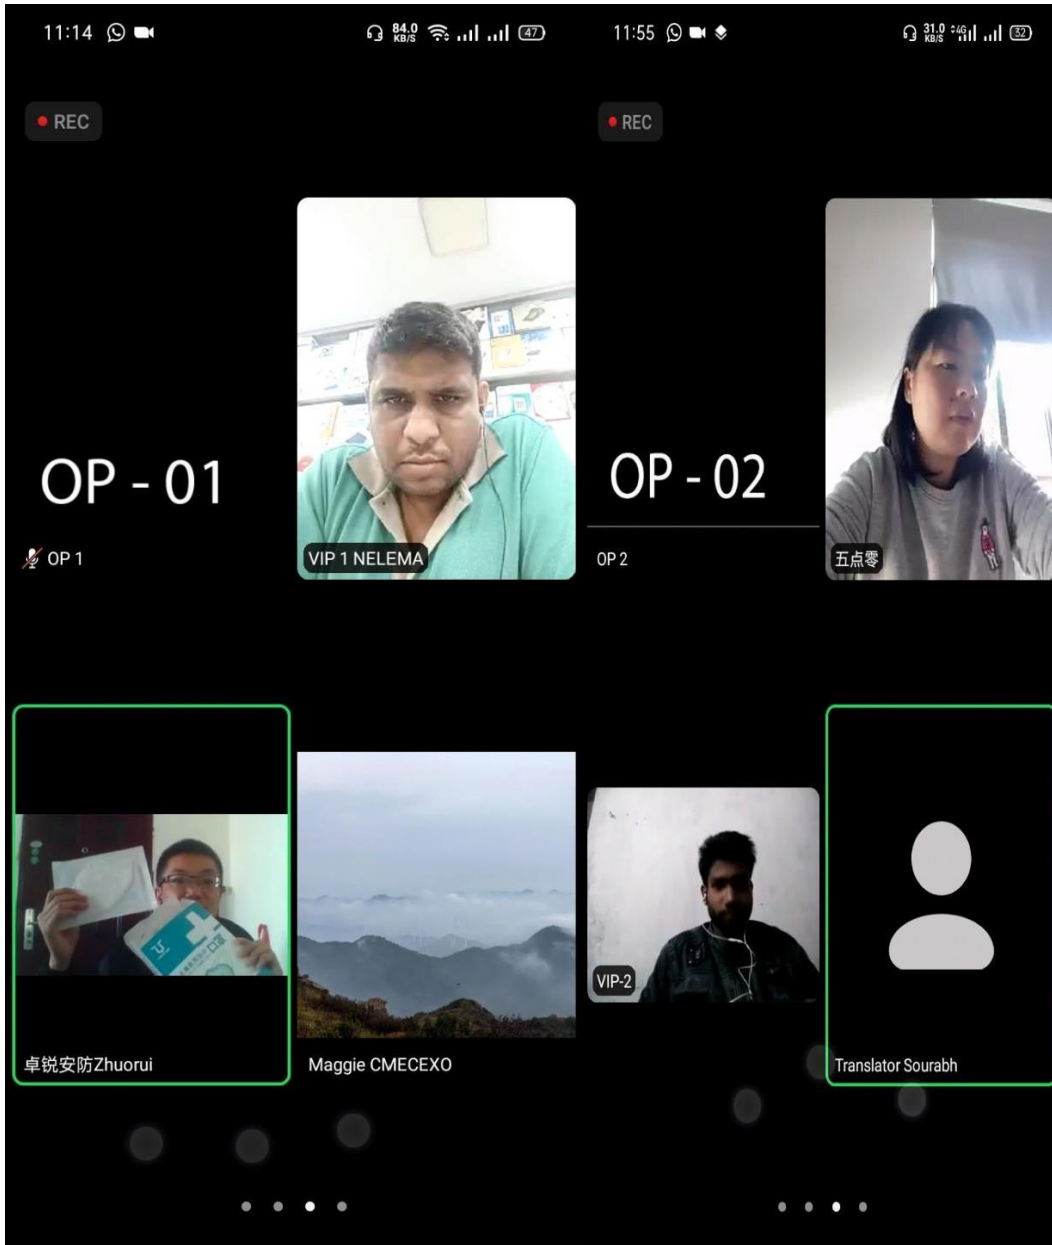 11:14
84.0
KB/S
47
REC
OP - 01
OP 1
VIP 1 NELEMA
卓锐安防Zhuorui
Maggie CMECEXO
11:55
31.0
KB/S
4G
32
REC
OP - 02
OP 2
五点零
VIP-2
Translator Sourabh